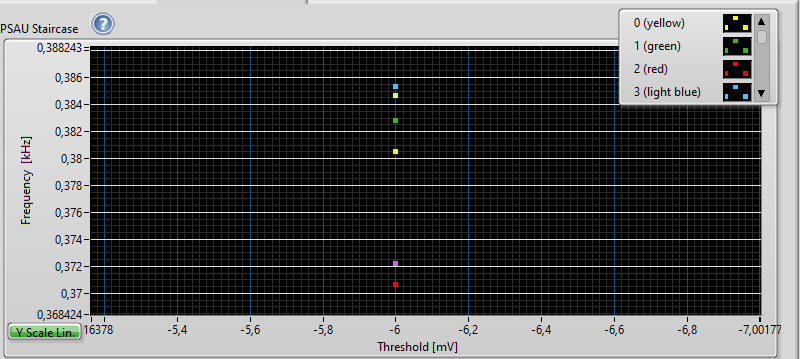 PSAU Staircase
?
0 (yellow)
1 (green)
2 (red)
3 (light blue)
0,388243
0,386
0,384
0,382
0,38
0,378
0,376
0,374
0,372
0,37
0,368424
Frequency [kHz]
Y Scale Lin.
16378 -5,4 -5,6 -5,8 -6 -6,2 -6,4 -6,6 -6,8 -7,00177
Threshold [mV]